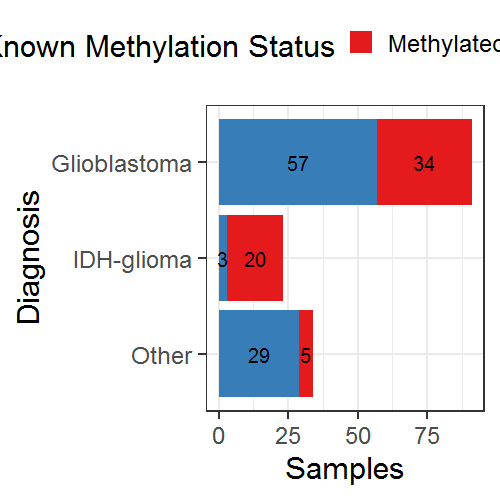 Known Methylation Status Methylated
Glioblastoma 57 34
IDH-glioma 3 20
Other 29 5
0 25 50 75
Samples
Diagnosis